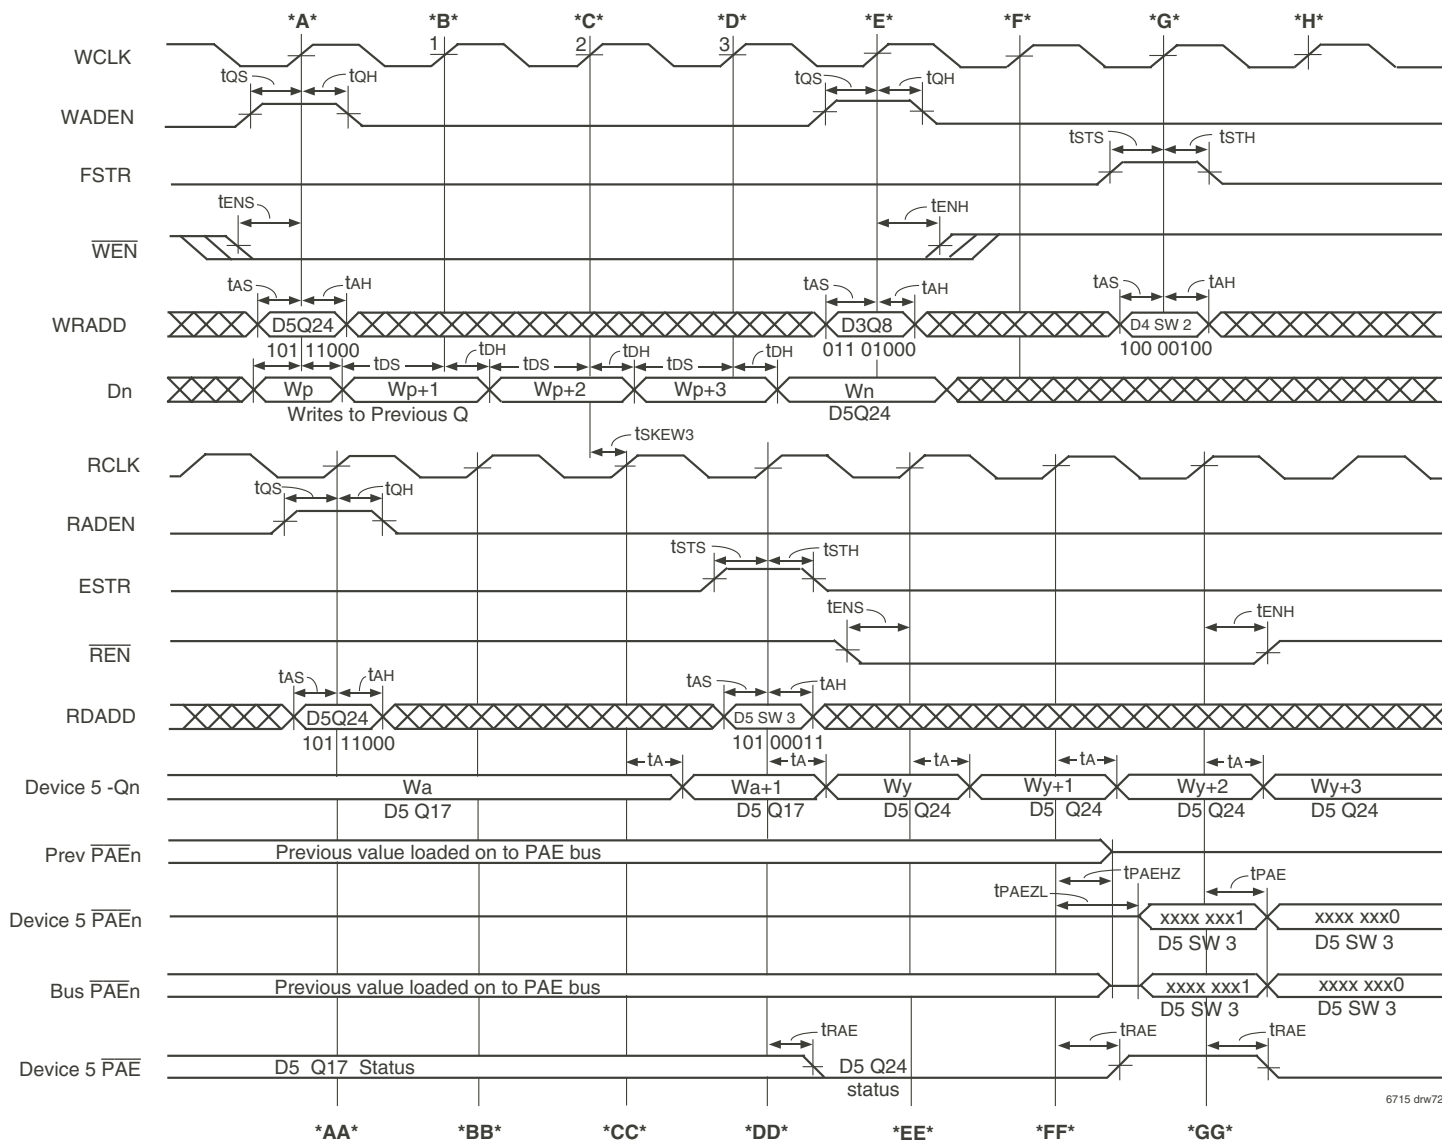 *A* *B* *C* *D* *E* *F* *G* *H*
WCLK 1 2 3
tQS tQH tQS tQH
WADEN
tSTS tSTH
FSTR
tENS tENH
WEN
tAS tAH tAS tAH tAS tAH
WRADD D5Q24 D3Q8 D4 SW 2
101 11000 011 01000 100 00100
tDS tDH tDS tDH tDS tDH
Dn Wp Wp+1 Wp+2 Wp+3 Wn
Writes to Previous Q D5Q24
tSKEW3
RCLK
tQS tQH
RADEN
tSTS tSTH
ESTR
tENS tENH
REN
tAS tAH tAS tAH
RDADD D5Q24 D5 SW 3
101 11000 101 00011
tA tA tA tA tA
Device 5 -Qn Wa Wa+1 Wy Wy+1 Wy+2 Wy+3
D5 Q17 D5 Q17 D5 Q24 D5 Q24 D5 Q24 D5 Q24
Prev PAEn Previous value loaded on to PAE bus
tPAEHZ tPAE
tPAEZL
Device 5 PAEn xxxx xxx1 xxxx xxx0
D5 SW 3 D5 SW 3
Bus PAEn Previous value loaded on to PAE bus xxxx xxx1 xxxx xxx0
D5 SW 3 D5 SW 3
tRAE tRAE tRAE
Device 5 PAE D5 Q17 Status D5 Q24
status
6715 drw72
*AA* *BB* *CC* *DD* *EE* *FF* *GG*